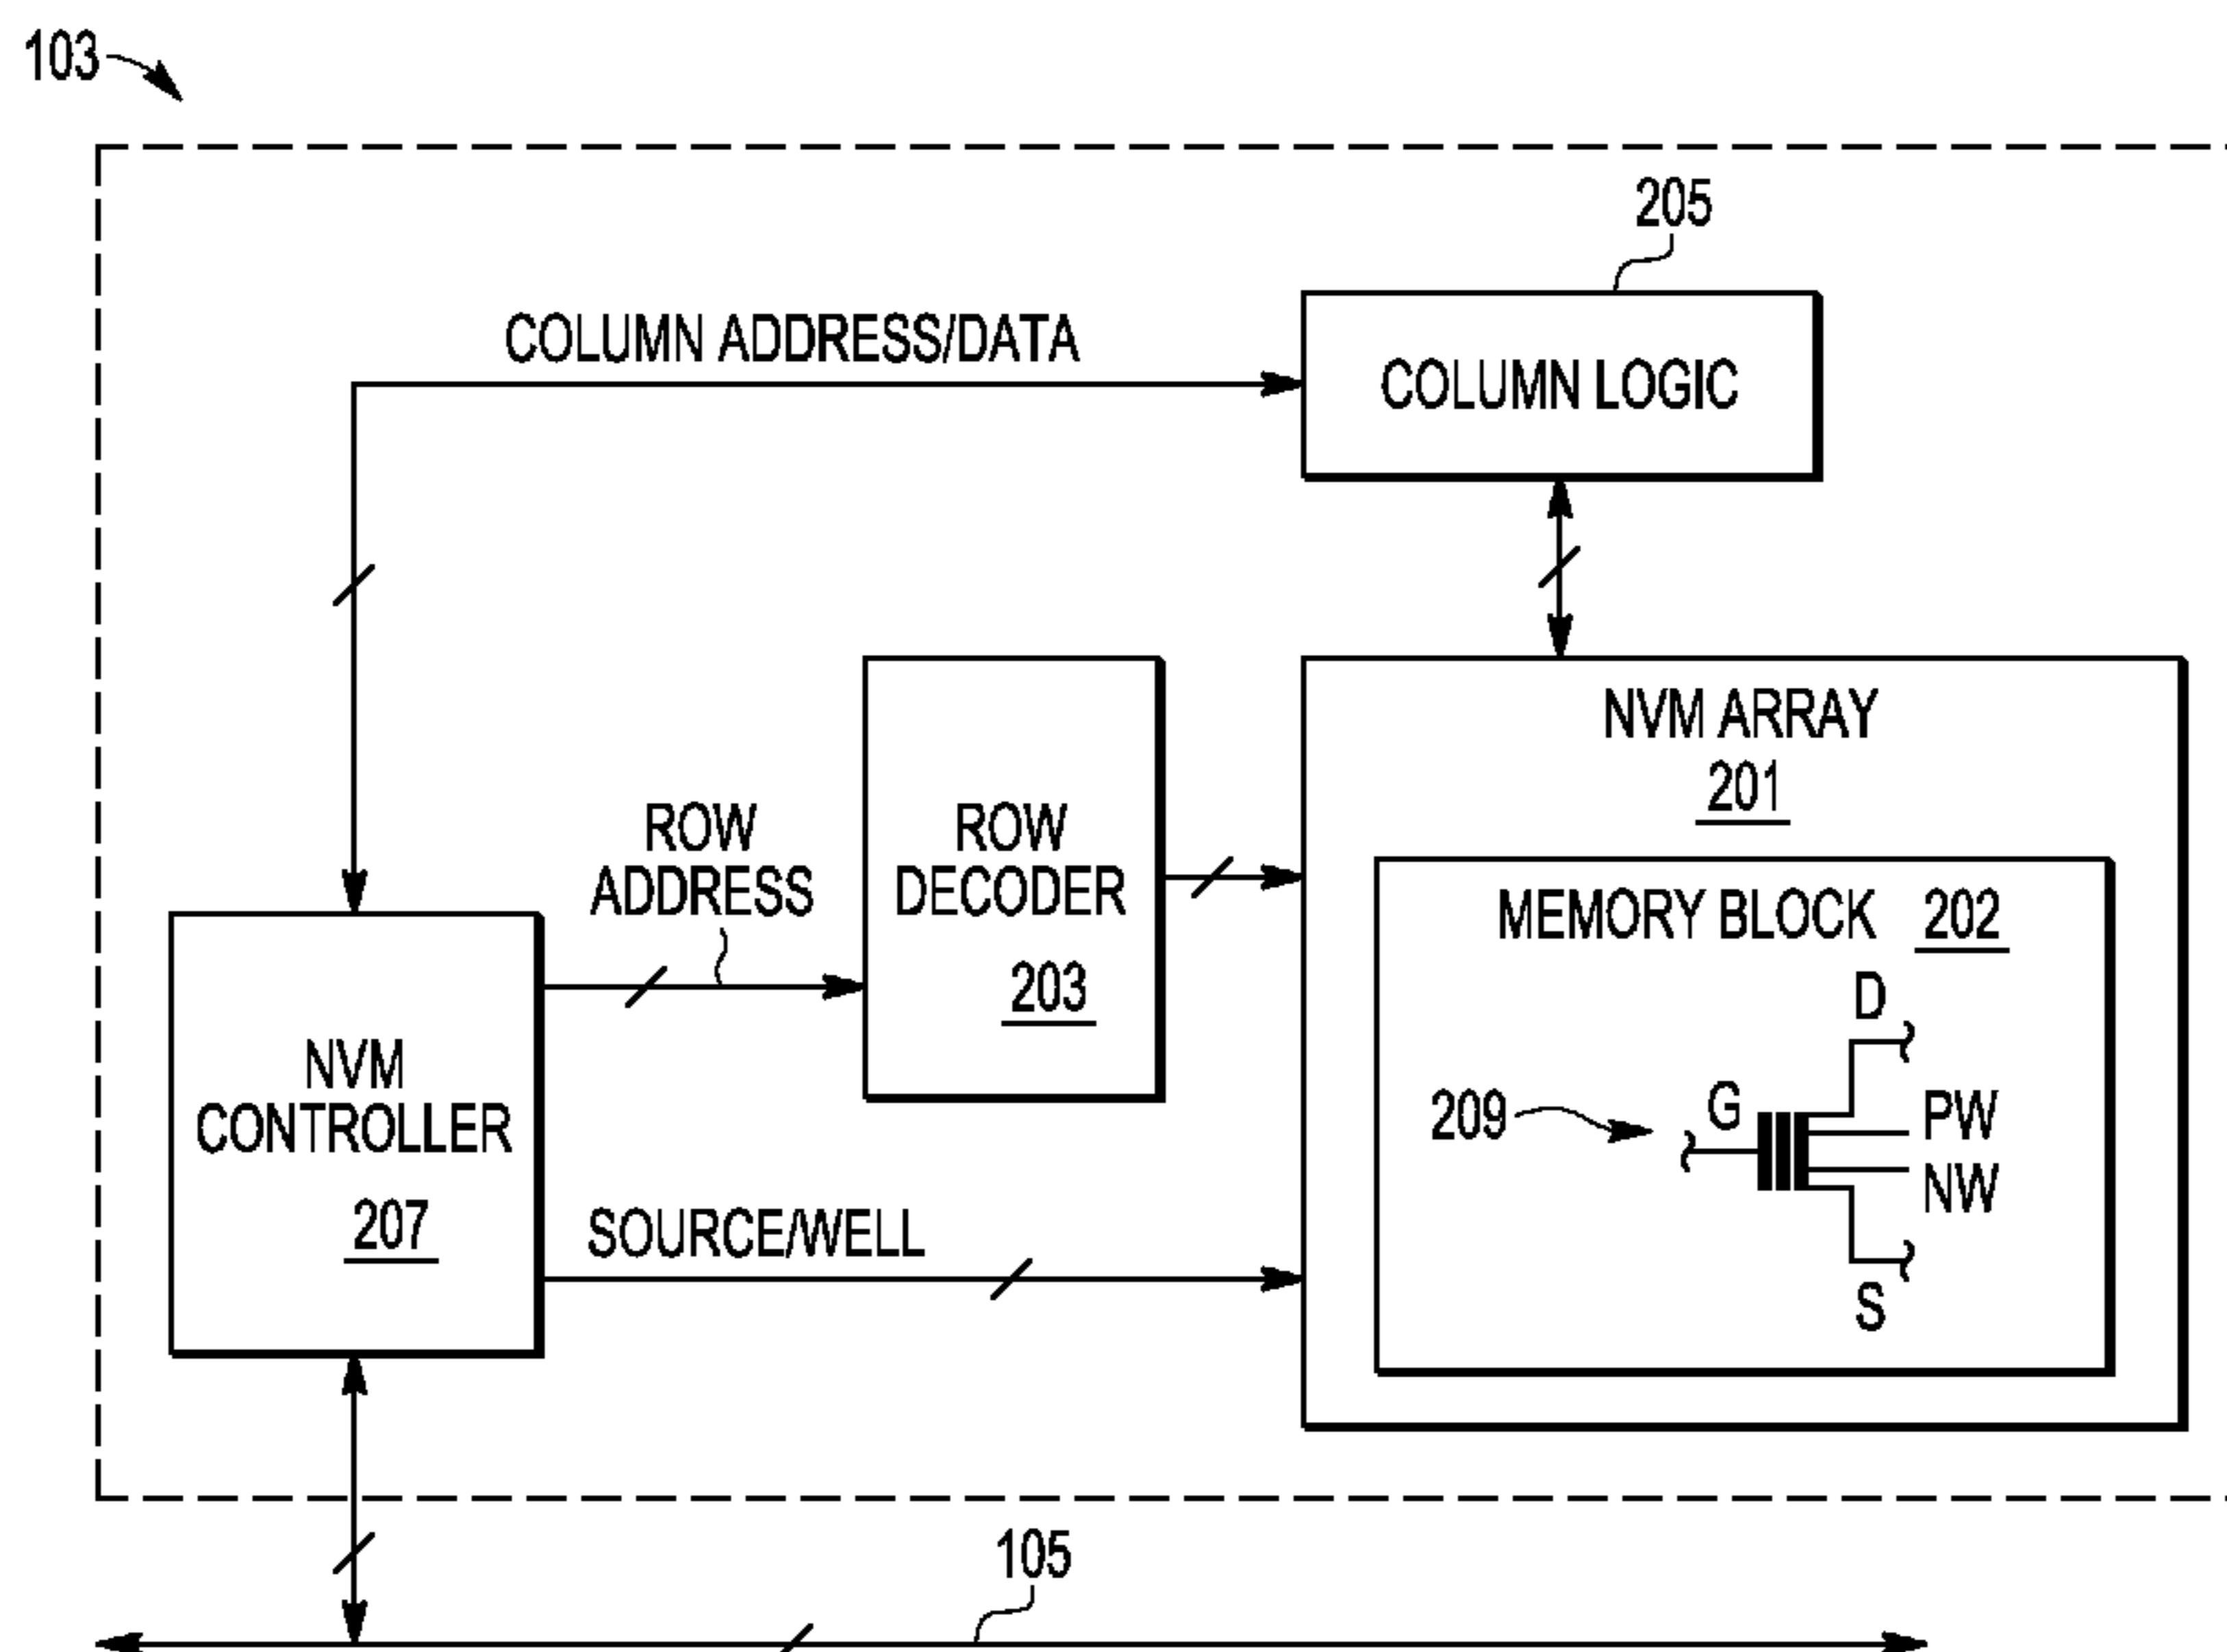 103
205
COLUMN ADDRESS/DATA
COLUMN LOGIC
NVM ARRAY
201
ROW
ADDRESS
ROW
DECODER
203
MEMORY BLOCK 202
D
209
G
PW
NW
S
NVM
CONTROLLER
207
SOURCE/WELL
105